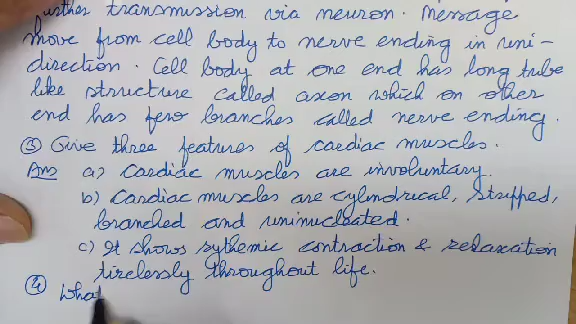 further transmission via neuron. Message
move from cell body to nerve ending in uni-
direction. Cell body at one end has long tube
like structure called axon which on other
end has few branches called nerve ending.
③ Give three features of cardiac muscles.
Ans a) Cardiac muscles are involuntary.
b) Cardiac muscles are cylindrical, stripped,
branched and uninucleated.
c) It shows sythemic contraction & relaxation
tirelessly throughout life.
④ What